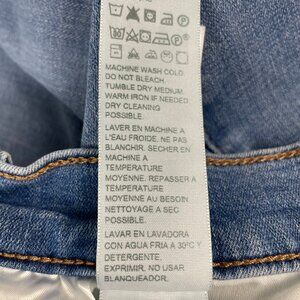 MACHINE WASH COLD.
DO NOT BLEACH.
TUMBLE DRY MEDIUM.
WARM IRON IF NEEDED
DRY CLEANING
POSSIBLE.
LAVER EN MACHINE A
L'EAU FROIDE, NE PAS
BLANCHIR. SECHER EN
MACHINE A
TEMPERATURE
MOYENNE. REPASSER A
TEMPERATURE
MOYENNE AU BESOIN
NETTOYAGE A SEC
POSSIBLE.
LAVAR EN LAVADORA
CON AGUA FRIA A 30°C Y
DETERGENTE,
EXPRIMIR, NO USAR
BLANQUEADOR.